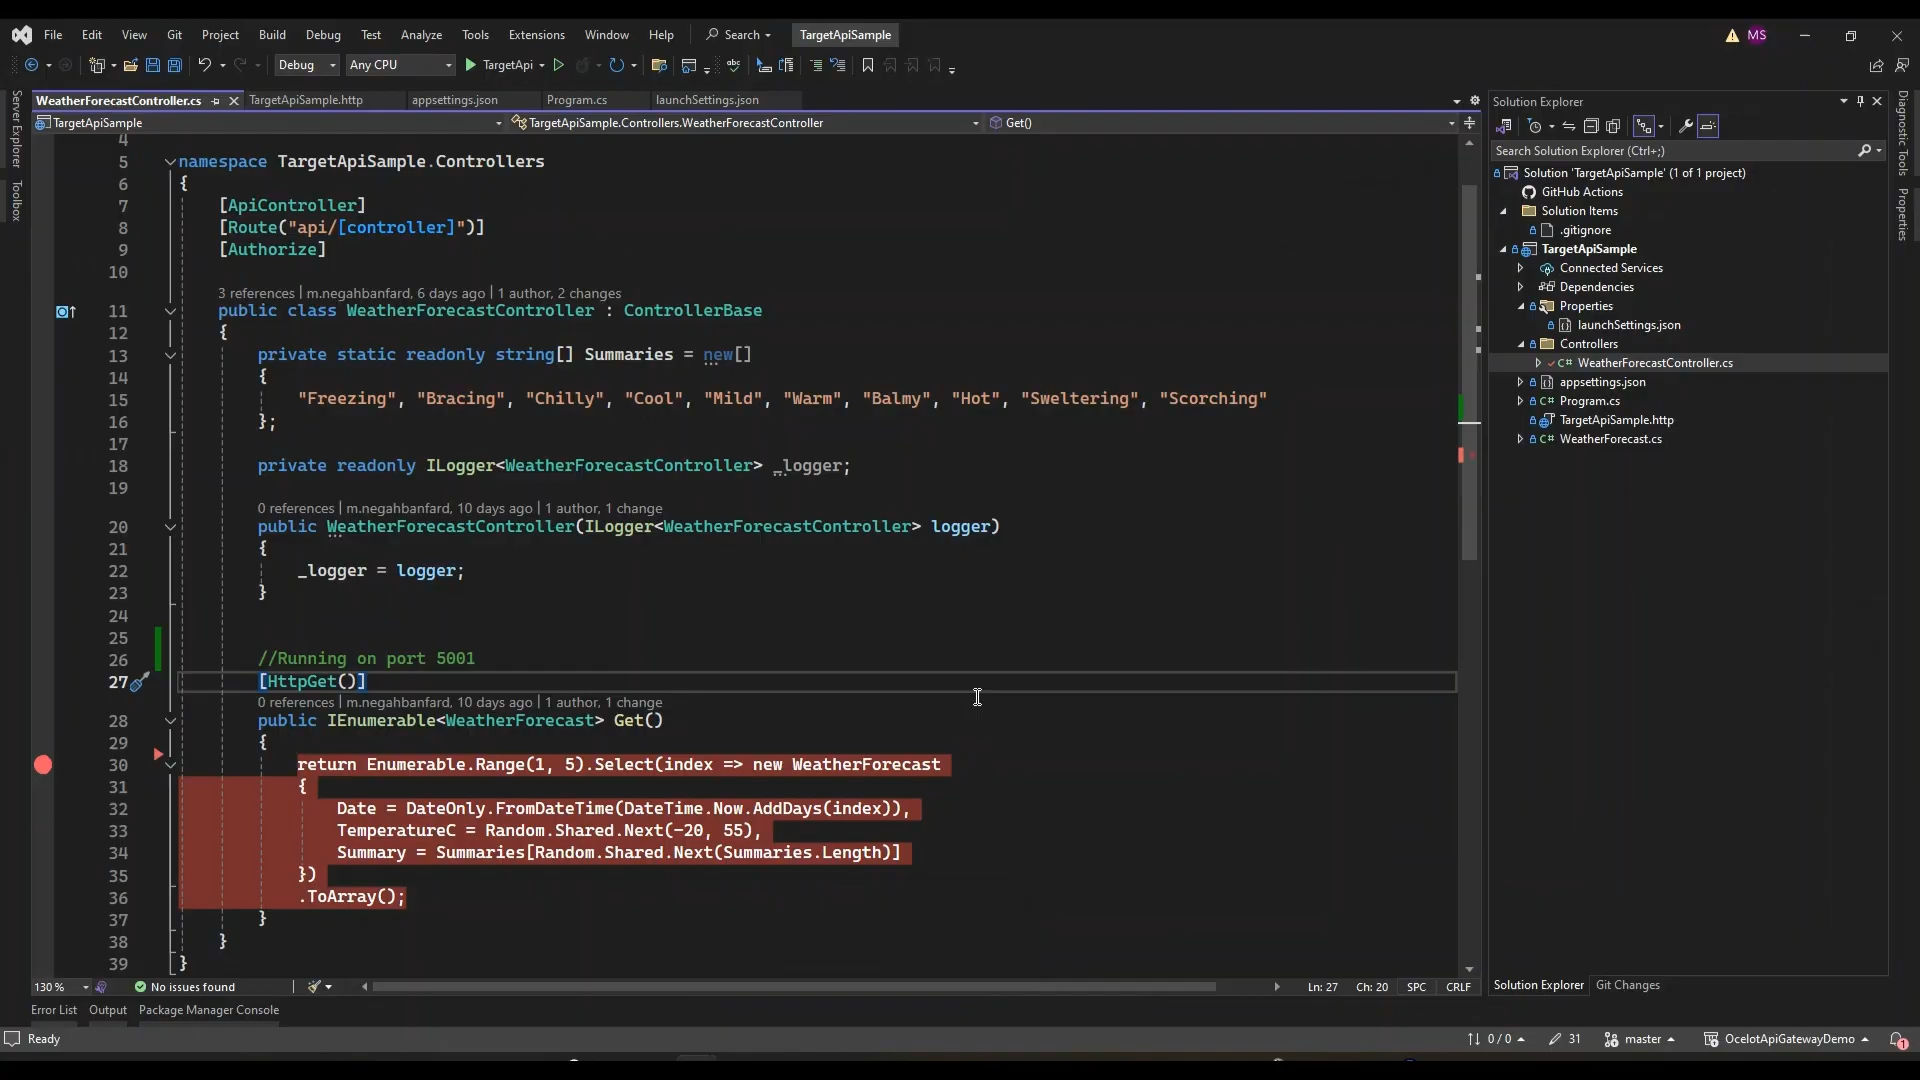 File Edit View Git Project Build Debug Test Analyze Tools Extensions Window Help Search TargetApiSample MS
Debug Any CPU TargetApi
WeatherForecastController.cs TargetApiSample.http appsettings.json Program.cs launchSettings.json
TargetApiSample TargetApiSample.Controllers.WeatherForecastController Get()
4
5 namespace TargetApiSample.Controllers
6 {
7 [ApiController]
8 [Route("api/[controller]")]
9 [Authorize]
10
3 references | m.negahbanfard, 6 days ago | 1 author, 2 changes
11 public class WeatherForecastController : ControllerBase
12 {
13 private static readonly string[] Summaries = new[]
14 {
15 "Freezing", "Bracing", "Chilly", "Cool", "Mild", "Warm", "Balmy", "Hot", "Sweltering", "Scorching"
16 };
17
18 private readonly ILogger<WeatherForecastController> _logger;
19
0 references | m.negahbanfard, 10 days ago | 1 author, 1 change
20 public WeatherForecastController(ILogger<WeatherForecastController> logger)
21 {
22 _logger = logger;
23 }
24
25
26 //Running on port 5001
27 [HttpGet()]
0 references | m.negahbanfard, 10 days ago | 1 author, 1 change
28 public IEnumerable<WeatherForecast> Get()
29 {
30 return Enumerable.Range(1, 5).Select(index => new WeatherForecast
31 {
32 Date = DateOnly.FromDateTime(DateTime.Now.AddDays(index)),
33 TemperatureC = Random.Shared.Next(-20, 55),
34 Summary = Summaries[Random.Shared.Next(Summaries.Length)]
35 })
36 .ToArray();
37 }
38 }
39 }
130 % No issues found Ln: 27 Ch: 20 SPC CRLF
Error List Output Package Manager Console
Ready 0 / 0 31 master OcelotApiGatewayDemo 1
Server Explorer
Toolbox
Solution Explorer
Search Solution Explorer (Ctrl+;)
Solution 'TargetApiSample' (1 of 1 project)
GitHub Actions
Solution Items
.gitignore
TargetApiSample
Connected Services
Dependencies
Properties
launchSettings.json
Controllers
C# WeatherForecastController.cs
appsettings.json
C# Program.cs
TargetApiSample.http
C# WeatherForecast.cs
Solution Explorer Git Changes
Diagnostic Tools
Properties